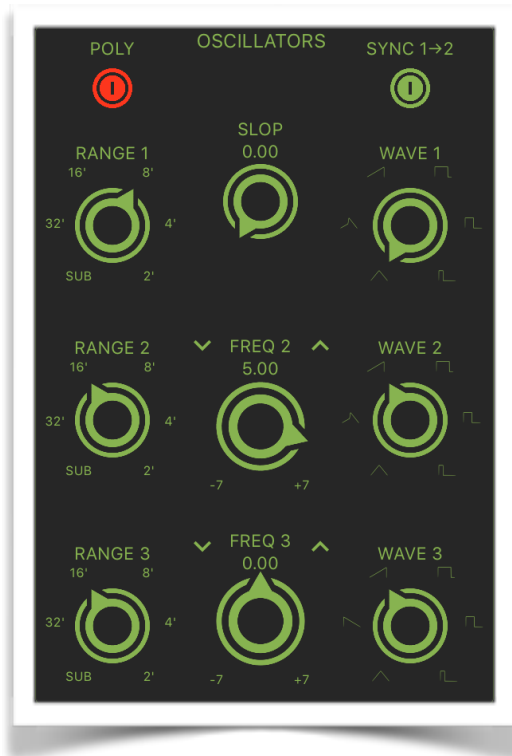 OSCILLATORS
POLY SYNC 1→2
SLOP
0.00
RANGE 1 WAVE 1
16' 8'
32' 4'
SUB 2'
RANGE 2 FREQ 2 WAVE 2
5.00
16' 8'
32' 4'
SUB 2' -7 +7
RANGE 3 FREQ 3 WAVE 3
0.00
16' 8'
32' 4'
SUB 2' -7 +7